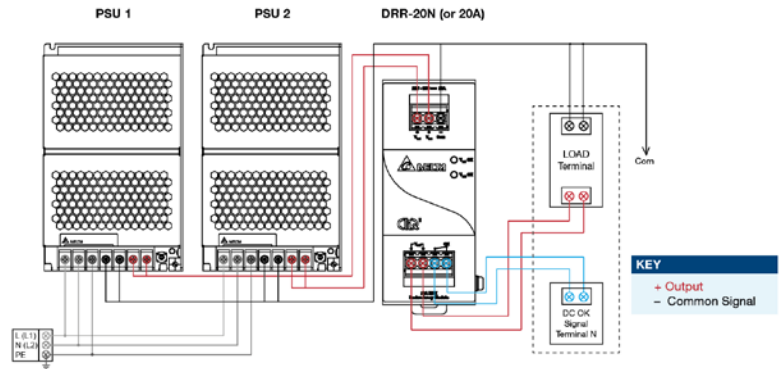 PSU 1
PSU 2
DRR-20N (or 20A)
LOAD
Terminal
Com
DC OK
Signal
Terminal N
KEY
+ Output
– Common Signal
L (L1)
N (L2)
PE